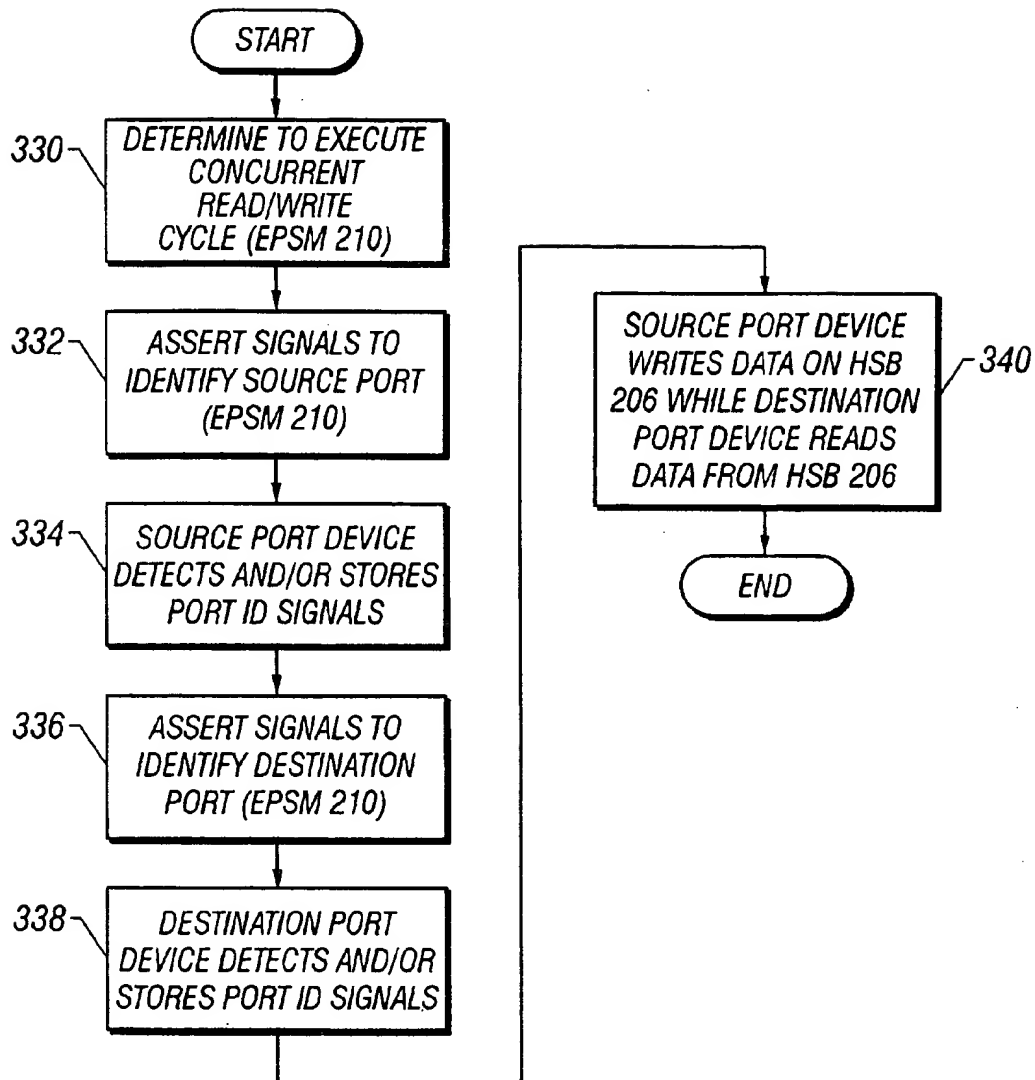 START
330
DETERMINE TO EXECUTE
CONCURRENT
READ/WRITE
CYCLE (EPSM 210)
332
ASSERT SIGNALS TO
IDENTIFY SOURCE PORT
(EPSM 210)
334
SOURCE PORT DEVICE
DETECTS AND/OR STORES
PORT ID SIGNALS
336
ASSERT SIGNALS TO
IDENTIFY DESTINATION
PORT (EPSM 210)
338
DESTINATION PORT
DEVICE DETECTS AND/OR
STORES PORT ID SIGNALS
SOURCE PORT DEVICE
WRITES DATA ON HSB
206 WHILE DESTINATION
PORT DEVICE READS
DATA FROM HSB 206
340
END